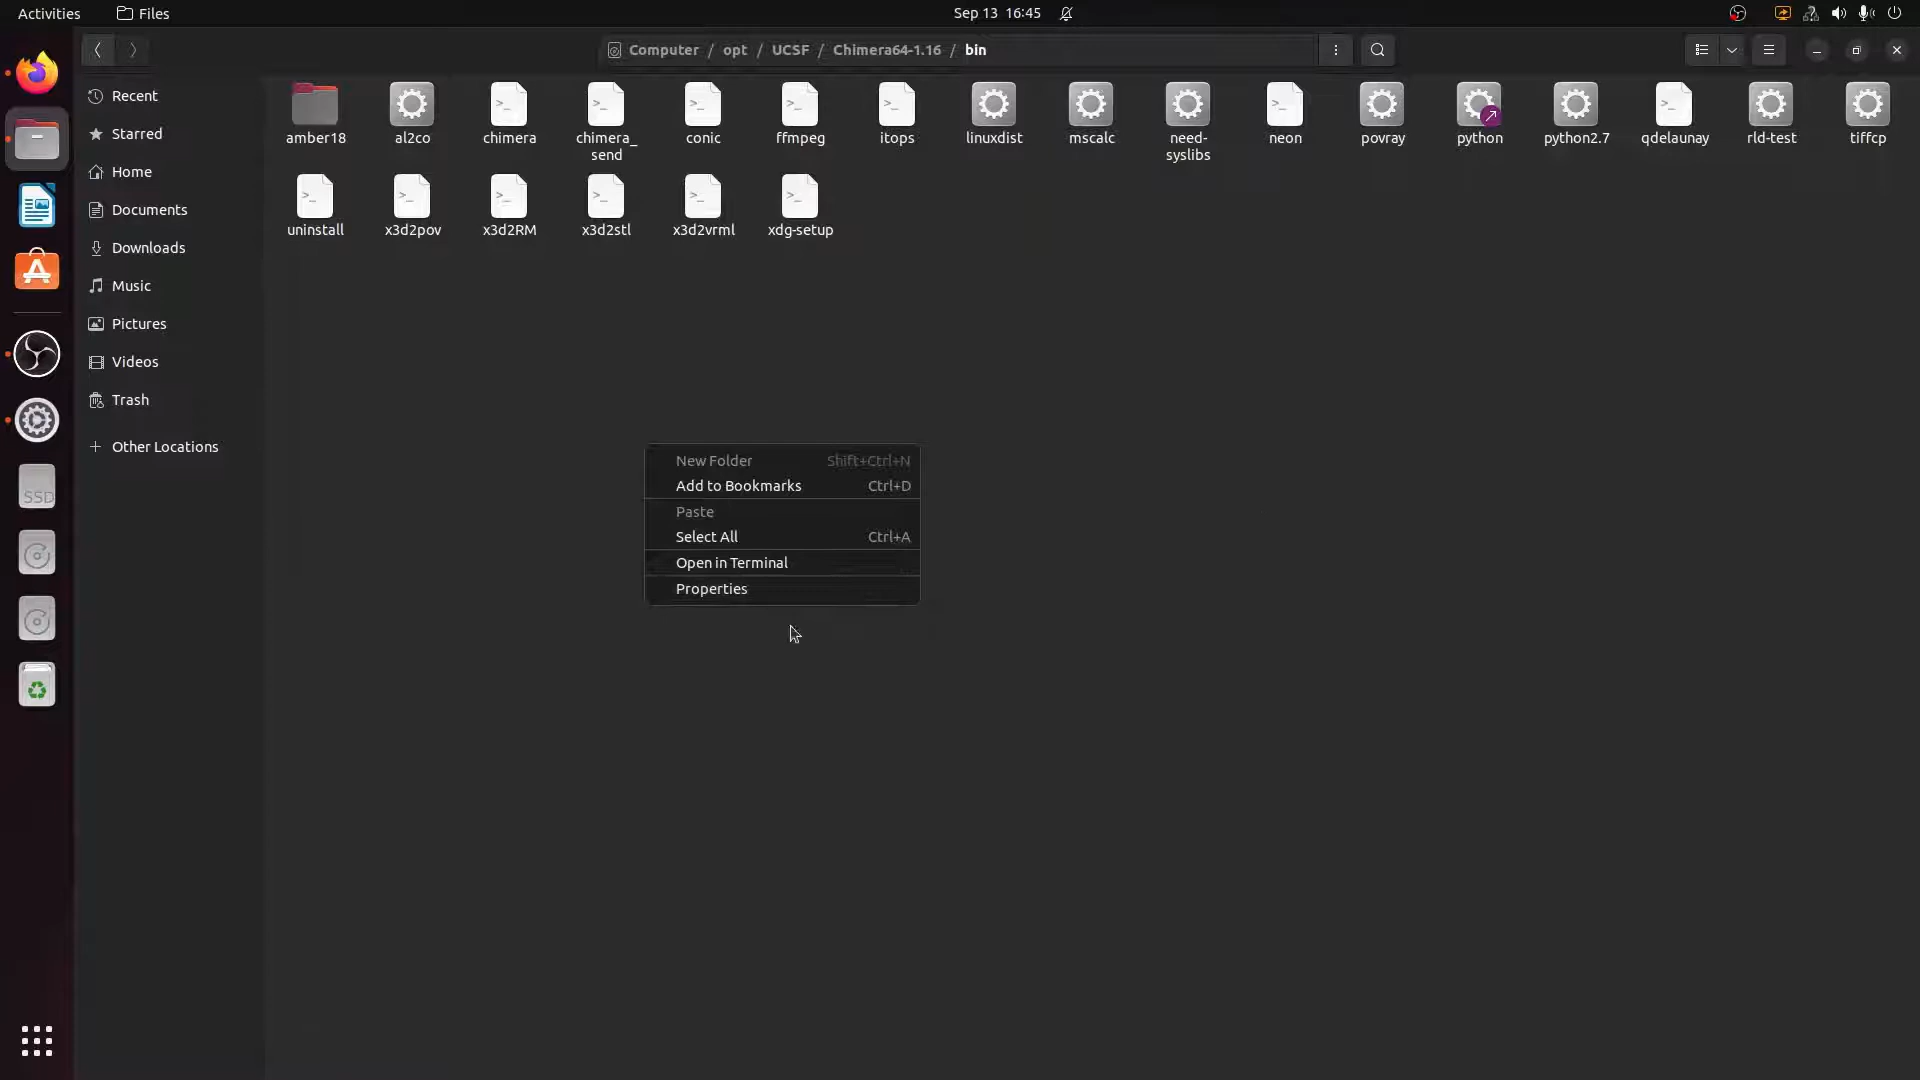 Activities Files Sep 13 16:45
Computer / opt / UCSF / Chimera64-1.16 / bin
Recent
Starred
Home
Documents
Downloads
Music
Pictures
Videos
Trash
Other Locations
amber18 al2co chimera chimera_ conic ffmpeg itops linuxdist mscalc need- neon povray python python2.7 qdelaunay rld-test tiffcp
send syslibs
uninstall x3d2pov x3d2RM x3d2stl x3d2vrml xdg-setup
New Folder Shift+Ctrl+N
Add to Bookmarks Ctrl+D
Paste
Select All Ctrl+A
Open in Terminal
Properties
SSD